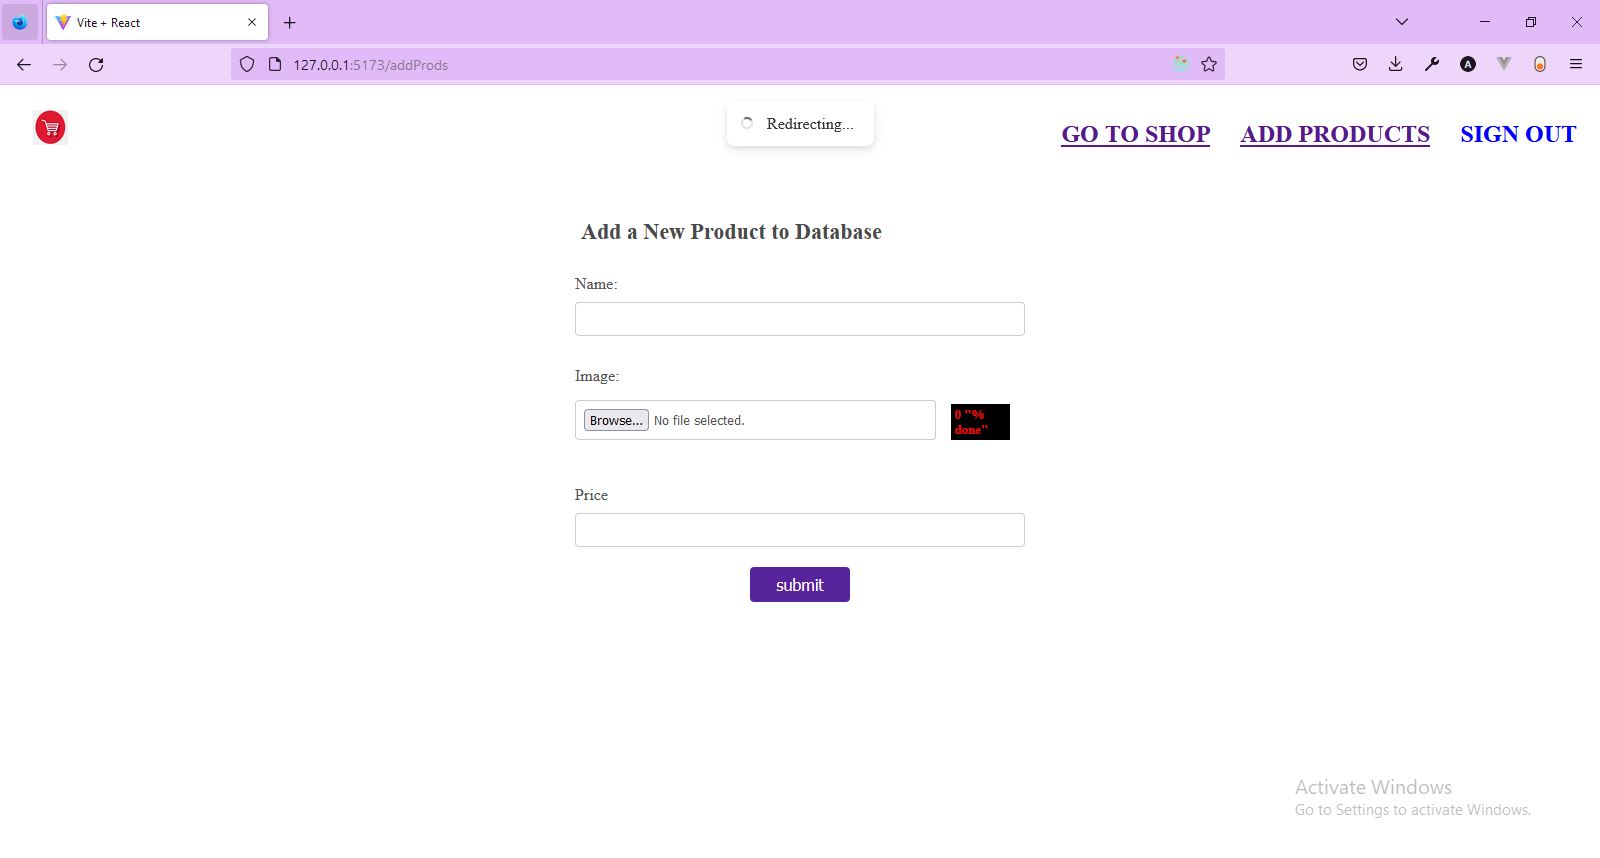 Vite + React
127.0.0.1:5173/addProds
A
Redirecting...
GO TO SHOP ADD PRODUCTS SIGN OUT
Add a New Product to Database
Name:
Image:
Browse... No file selected.
0 "%
done"
Price
submit
Activate Windows
Go to Settings to activate Windows.